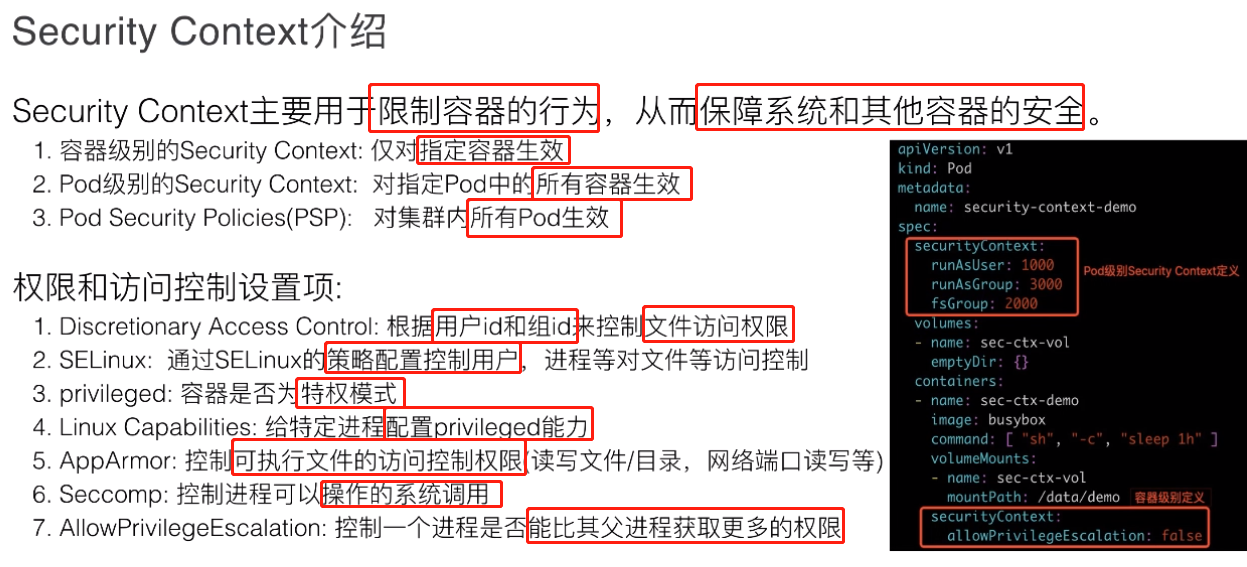 Security Context介绍
Security Context主要用于限制容器的行为，从而保障系统和其他容器的安全。
1. 容器级别的Security Context: 仅对指定容器生效
2. Pod级别的Security Context: 对指定Pod中的所有容器生效
3. Pod Security Policies(PSP): 对集群内所有Pod生效
权限和访问控制设置项:
1. Discretionary Access Control: 根据用户id和组id来控制文件访问权限
2. SELinux: 通过SELinux的策略配置控制用户，进程等对文件等访问控制
3. privileged: 容器是否为特权模式
4. Linux Capabilities: 给特定进程配置privileged能力
5. AppArmor: 控制可执行文件的访问控制权限(读写文件/目录，网络端口读写等)
6. Seccomp: 控制进程可以操作的系统调用
7. AllowPrivilegeEscalation: 控制一个进程是否能比其父进程获取更多的权限
apiVersion: v1
kind: Pod
metadata:
name: security-context-demo
spec:
securityContext:
runAsUser: 1000
Pod级别Security Context定义
runAsGroup: 3000
fsGroup: 2000
volumes:
- name: sec-ctx-vol
emptyDir: {}
containers:
- name: sec-ctx-demo
image: busybox
command: [ "sh", "-c", "sleep 1h" ]
volumeMounts:
- name: sec-ctx-vol
mountPath: /data/demo 容器级别定义
securityContext:
allowPrivilegeEscalation: false